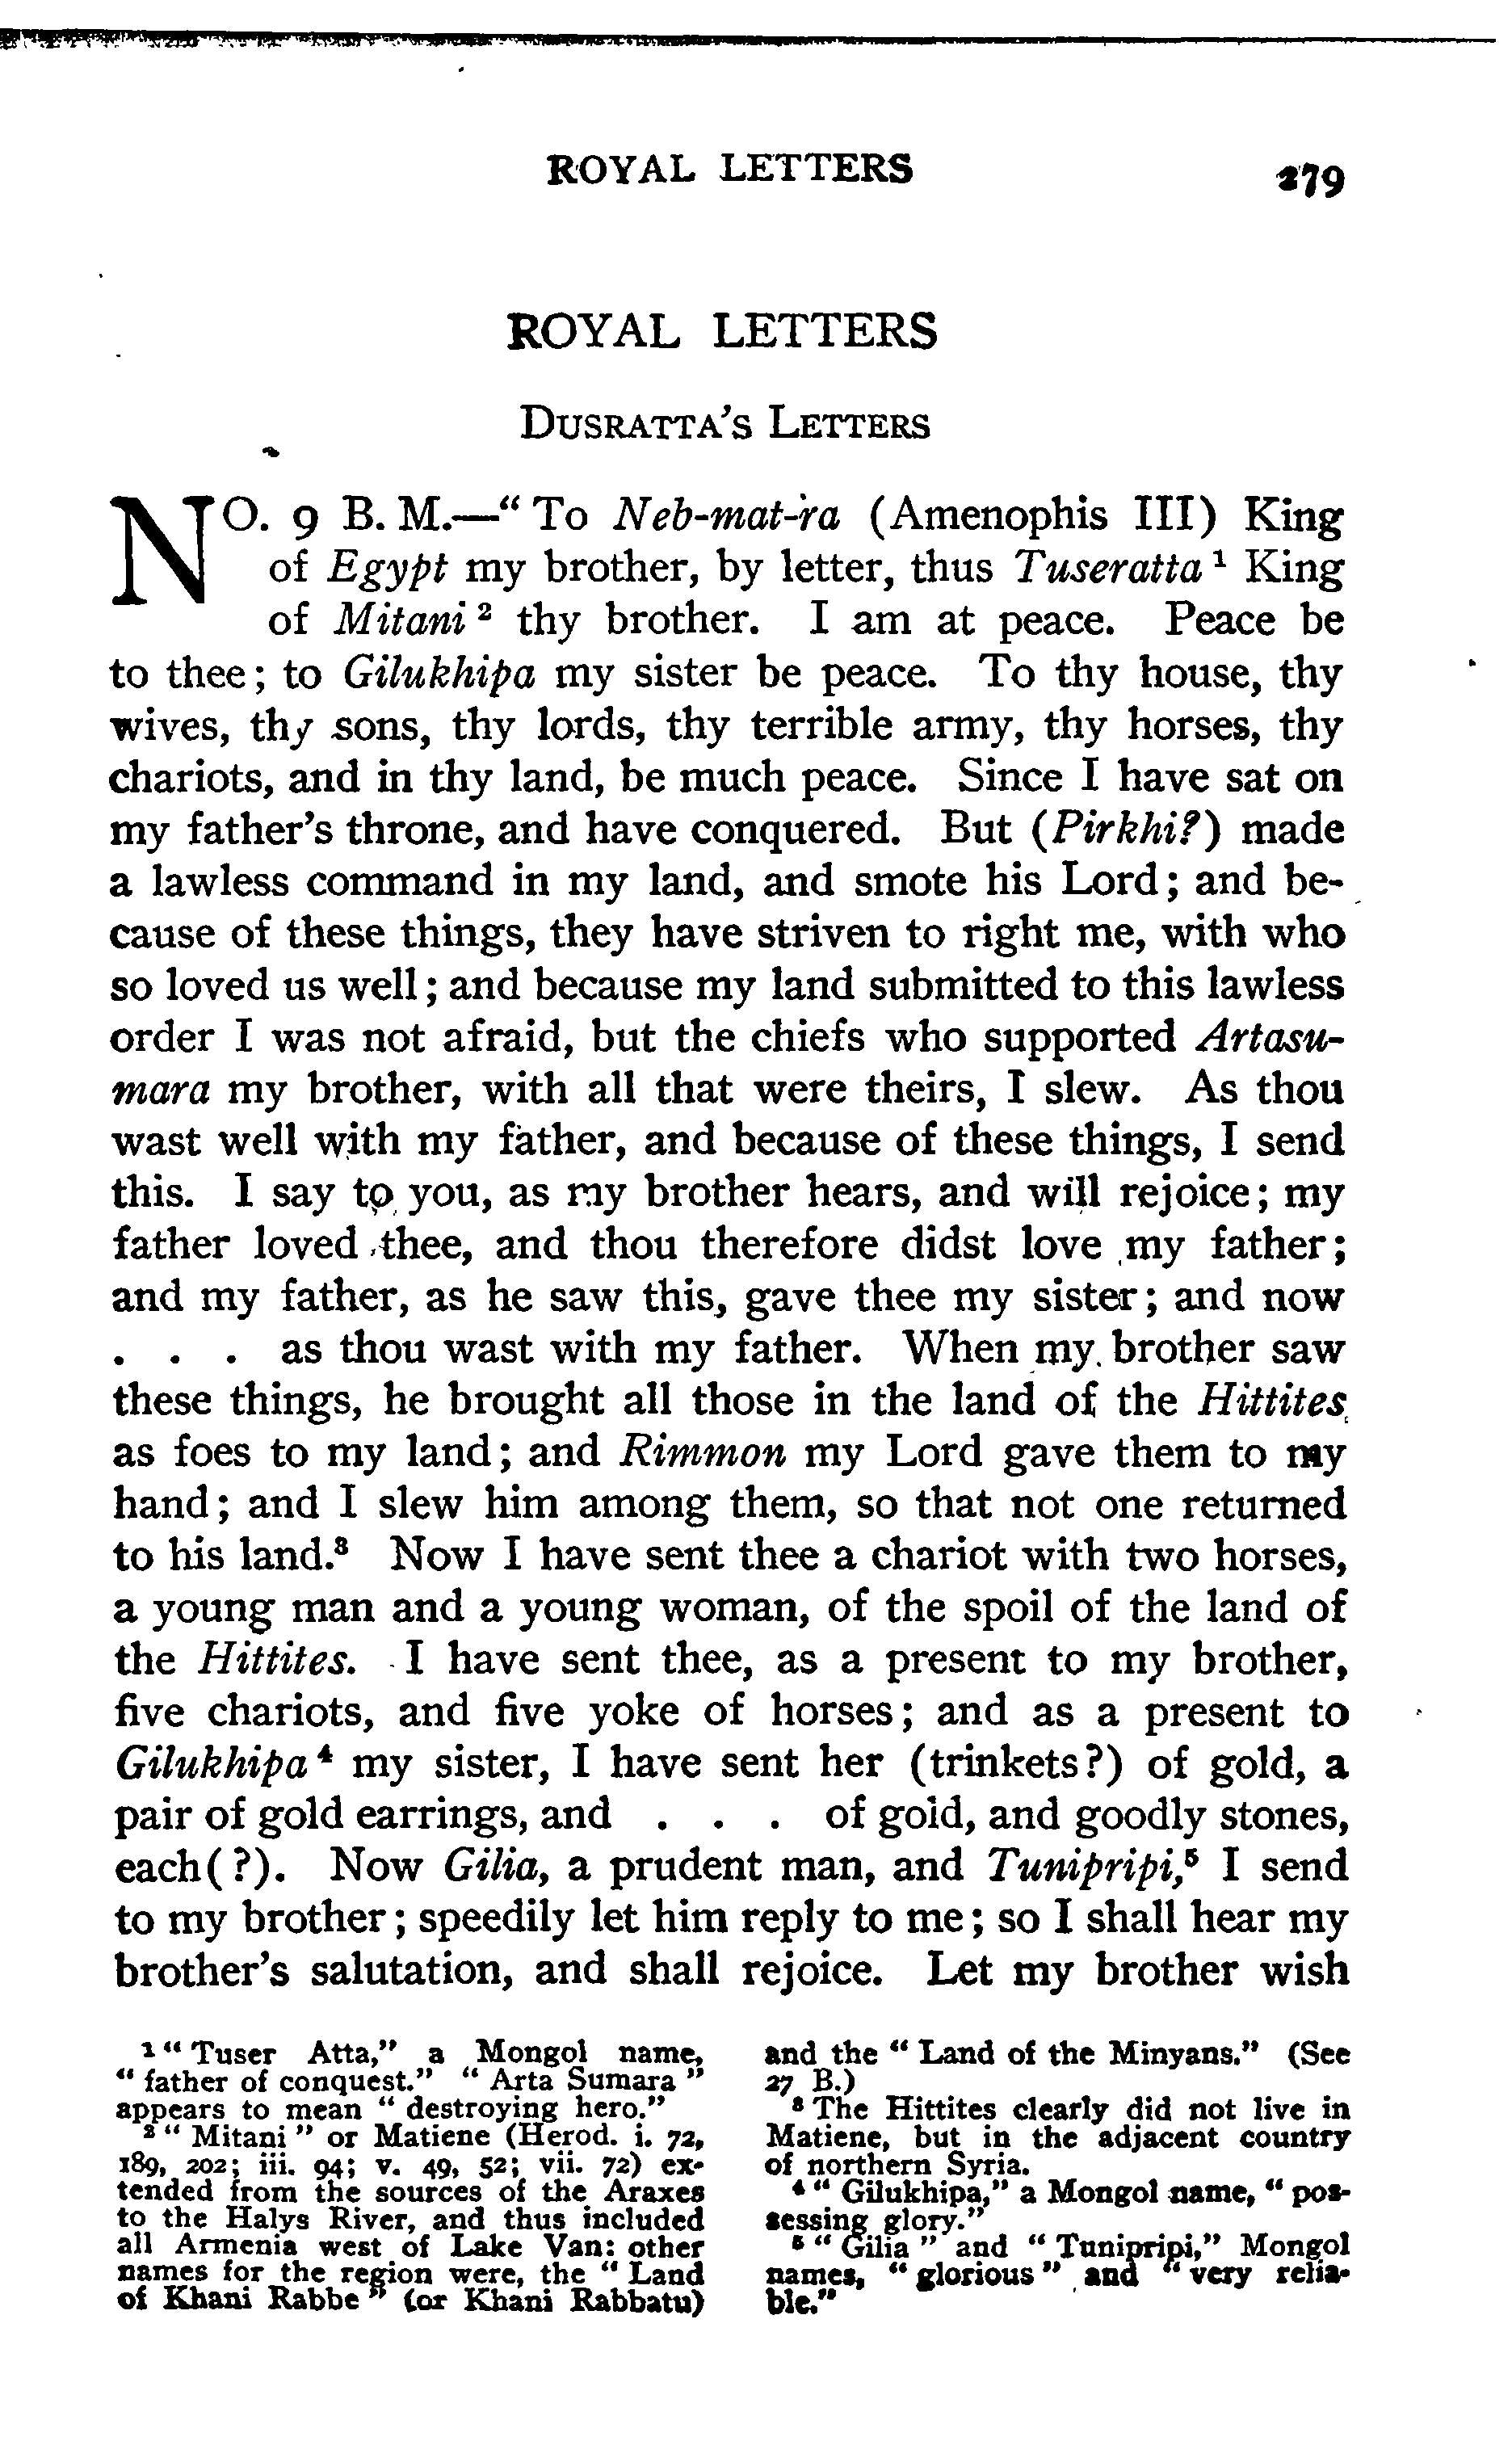 ROYAL LETTERS 279
ROYAL LETTERS
DUSRATTA'S LETTERS
NO. 9 B. M.—“ To Neb-mat-ra (Amenophis III) King
of Egypt my brother, by letter, thus Tuseratta ¹ King
of Mitani ² thy brother. I am at peace. Peace be
to thee; to Gilukhipa my sister be peace. To thy house, thy
wives, thy sons, thy lords, thy terrible army, thy horses, thy
chariots, and in thy land, be much peace. Since I have sat on
my father's throne, and have conquered. But (Pirkhi?) made
a lawless command in my land, and smote his Lord; and be-
cause of these things, they have striven to right me, with who
so loved us well; and because my land submitted to this lawless
order I was not afraid, but the chiefs who supported Artasu-
mara my brother, with all that were theirs, I slew. As thou
wast well with my father, and because of these things, I send
this. I say to you, as my brother hears, and will rejoice; my
father loved thee, and thou therefore didst love my father;
and my father, as he saw this, gave thee my sister; and now
. . . as thou wast with my father. When my brother saw
these things, he brought all those in the land of the Hittites
as foes to my land; and Rimmon my Lord gave them to my
hand; and I slew him among them, so that not one returned
to his land.³ Now I have sent thee a chariot with two horses,
a young man and a young woman, of the spoil of the land of
the Hittites. I have sent thee, as a present to my brother,
five chariots, and five yoke of horses; and as a present to
Gilukhipa ⁴ my sister, I have sent her (trinkets?) of gold, a
pair of gold earrings, and . . . of gold, and goodly stones,
each(?). Now Gilia, a prudent man, and Tunipripi,⁵ I send
to my brother; speedily let him reply to me; so I shall hear my
brother's salutation, and shall rejoice. Let my brother wish
¹ “ Tuser Atta,” a Mongol name,
“ father of conquest.” “ Arta Sumara ”
appears to mean “ destroying hero.”
² “ Mitani ” or Matiene (Herod. i. 72,
189, 202; iii. 94; v. 49, 52; vii. 72) ex-
tended from the sources of the Araxes
to the Halys River, and thus included
all Armenia west of Lake Van: other
names for the region were, the “ Land
of Khani Rabbe ” (or Khani Rabbatu)
and the “ Land of the Minyans.” (See
27 B.)
³ The Hittites clearly did not live in
Matiene, but in the adjacent country
of northern Syria.
⁴ “ Gilukhipa,” a Mongol name, “ pos-
sessing glory.”
⁵ “ Gilia ” and “ Tunipripi,” Mongol
names, “ glorious ” and “ very relia-
ble.”